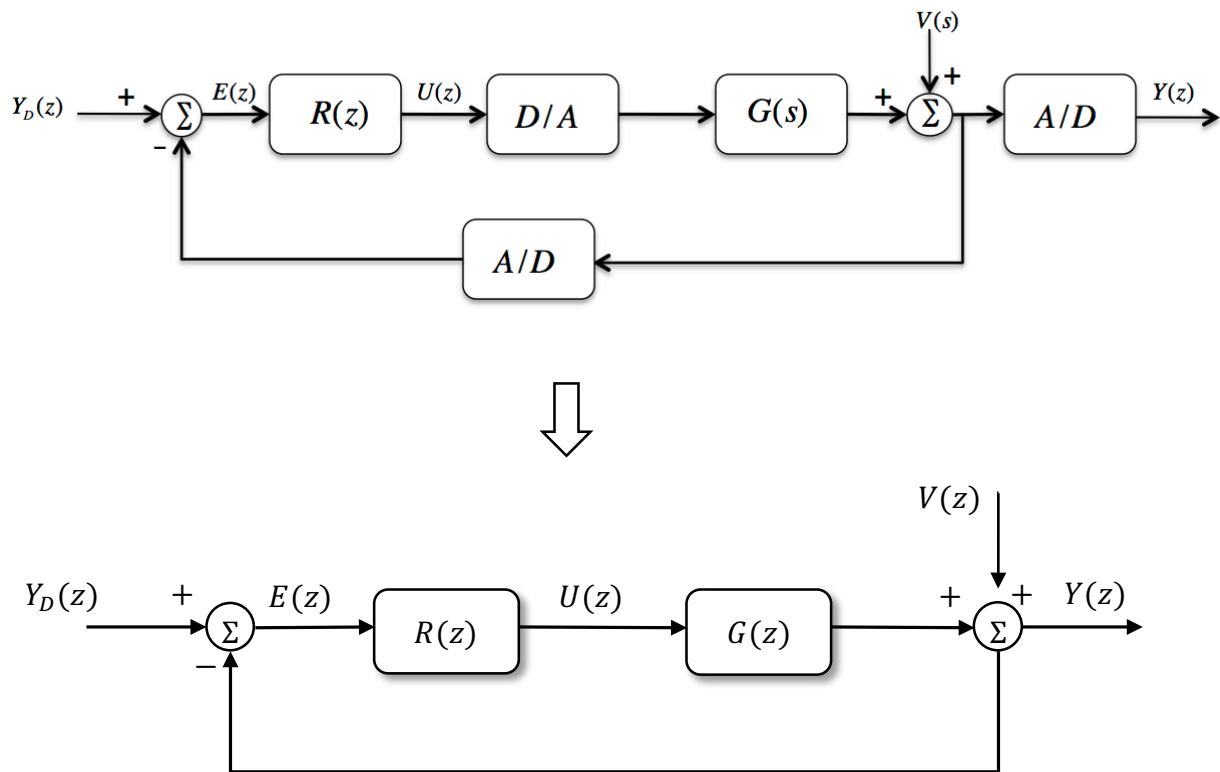 V(s)
Y_D(z) + Σ E(z) R(z) U(z) D/A G(s) + Σ + A/D Y(z)
−
A/D
V(z)
Y_D(z) + Σ E(z) R(z) U(z) G(z) + Σ + Y(z)
−